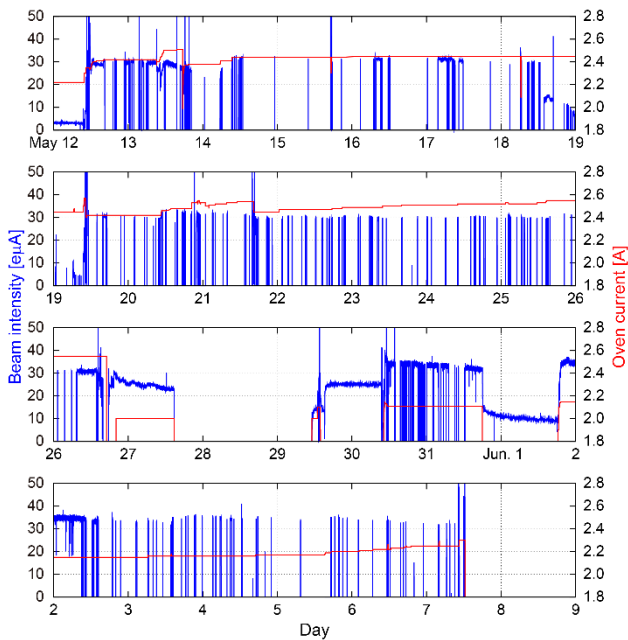 50 40 30 20 10 0
2.8 2.6 2.4 2.2 2.0 1.8
May 12 13 14 15 16 17 18 19
50 40 30 20 10 0
2.8 2.6 2.4 2.2 2.0 1.8
19 20 21 22 23 24 25 26
Beam intensity [eμA]
Oven current [A]
50 40 30 20 10 0
2.8 2.6 2.4 2.2 2.0 1.8
26 27 28 29 30 31 Jun. 1 2
50 40 30 20 10 0
2.8 2.6 2.4 2.2 2.0 1.8
2 3 4 5 6 7 8 9
Day